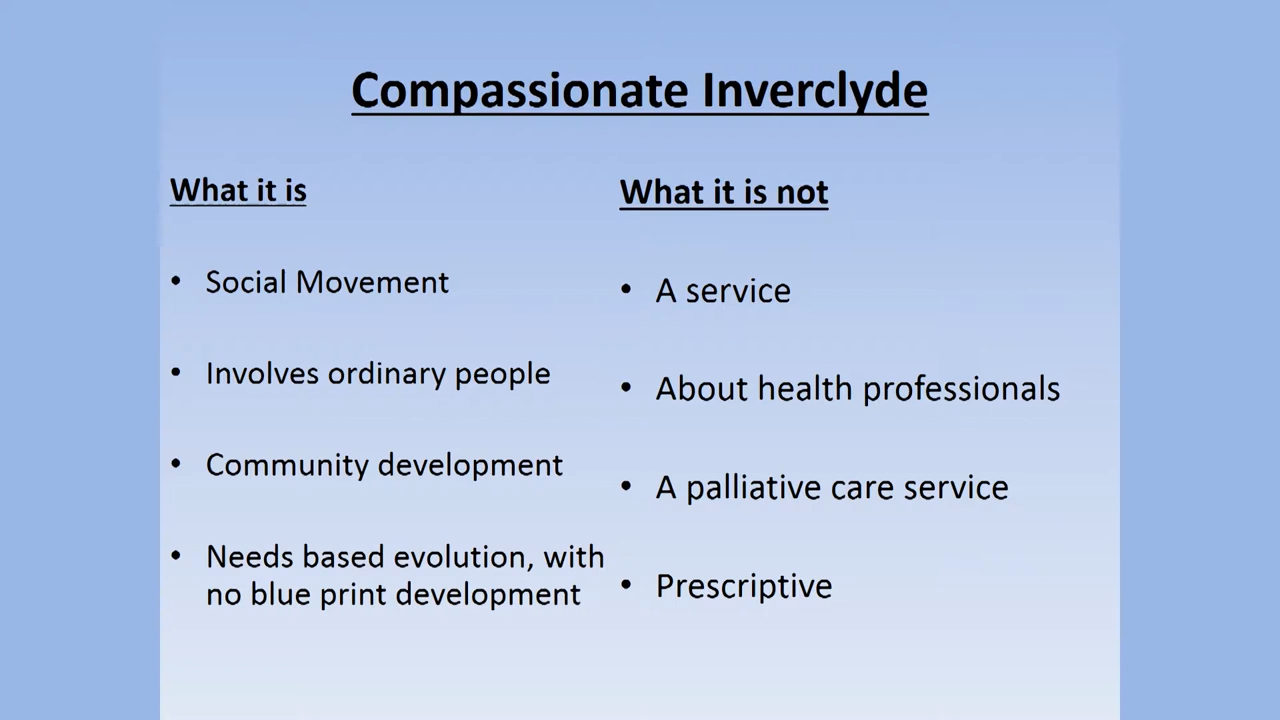 Compassionate Inverclyde
What it is
• Social Movement
• Involves ordinary people
• Community development
• Needs based evolution, with
no blue print development
What it is not
• A service
• About health professionals
• A palliative care service
• Prescriptive